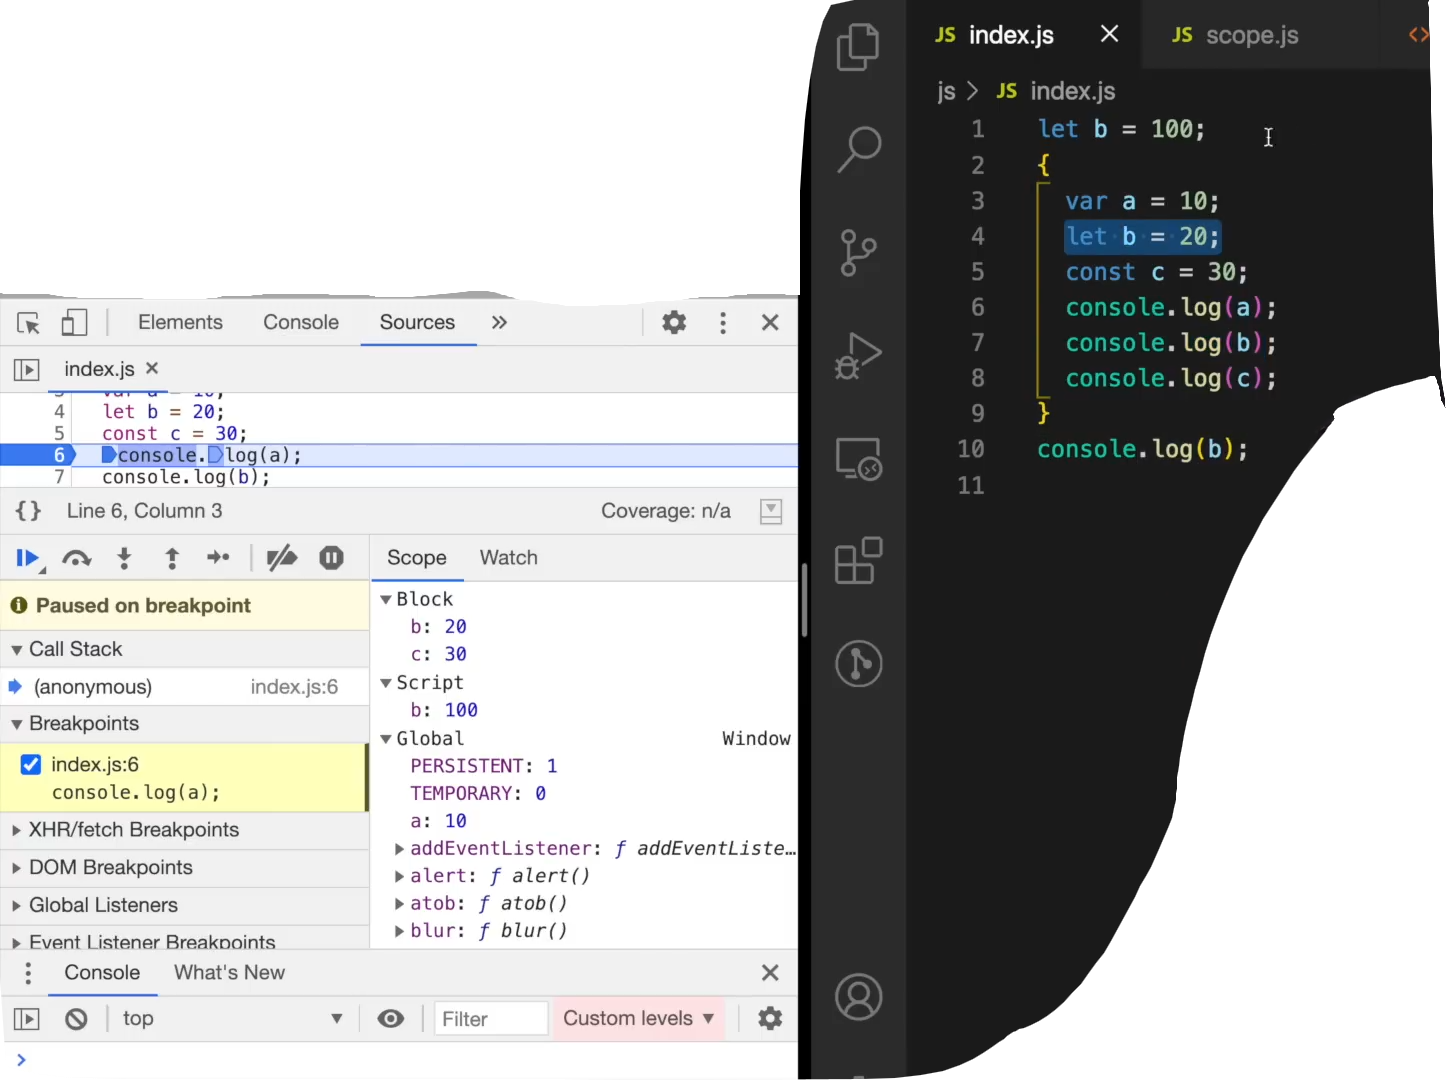 Elements Console Sources »
index.js ×
3 var a = 10;
4 let b = 20;
5 const c = 30;
6 console.log(a);
7 console.log(b);
{} Line 6, Column 3 Coverage: n/a
Paused on breakpoint
Call Stack
(anonymous) index.js:6
Breakpoints
index.js:6
console.log(a);
XHR/fetch Breakpoints
DOM Breakpoints
Global Listeners
Event Listener Breakpoints
Scope Watch
Block
b: 20
c: 30
Script
b: 100
Global Window
PERSISTENT: 1
TEMPORARY: 0
a: 10
addEventListener: ƒ addEventListe…
alert: ƒ alert()
atob: ƒ atob()
blur: ƒ blur()
Console What's New
top Filter Custom levels
>
JS index.js × JS scope.js <>
js > JS index.js
1 let b = 100;
2 {
3 var a = 10;
4 let b = 20;
5 const c = 30;
6 console.log(a);
7 console.log(b);
8 console.log(c);
9 }
10 console.log(b);
11